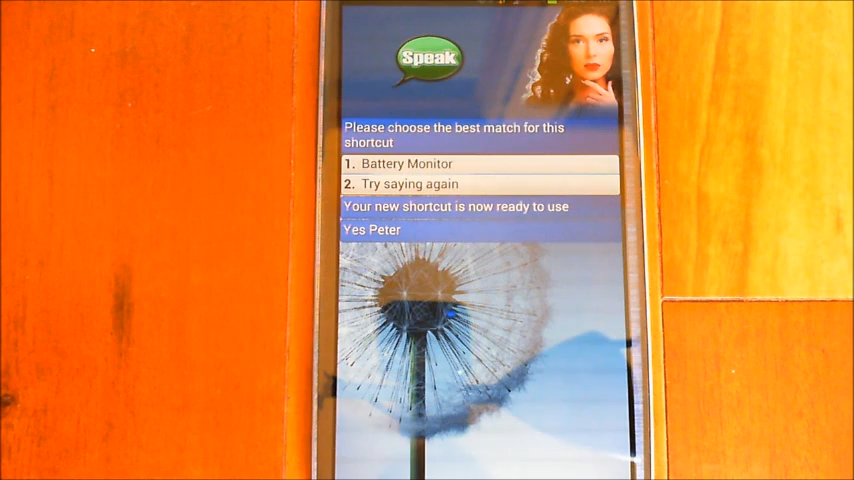 Speak
Please choose the best match for this
shortcut
1. Battery Monitor
2. Try saying again
Your new shortcut is now ready to use
Yes Peter